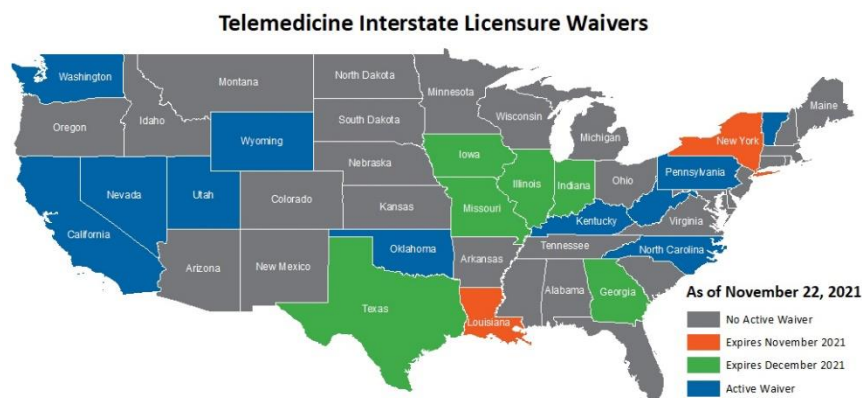 Telemedicine Interstate Licensure Waivers
Washington
Montana
North Dakota
Minnesota
Maine
Oregon
Idaho
Wyoming
South Dakota
Wisconsin
Michigan
New York
Nevada
Utah
Colorado
Nebraska
Iowa
Illinois
Indiana
Ohio
Pennsylvania
California
Kansas
Missouri
Kentucky
Virginia
Arizona
New Mexico
Oklahoma
Arkansas
Tennessee
North Carolina
Texas
Louisiana
Alabama
Georgia
As of November 22, 2021
No Active Waiver
Expires November 2021
Expires December 2021
Active Waiver